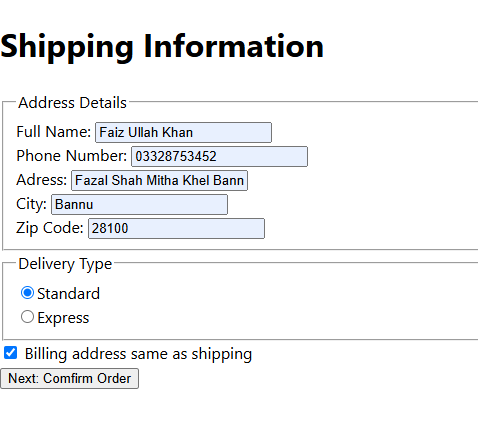 Shipping Information
Address Details
Full Name: Faiz Ullah Khan
Phone Number: 03328753452
Adress: Fazal Shah Mitha Khel Bann
City: Bannu
Zip Code: 28100
Delivery Type
Standard
Express
Billing address same as shipping
Next: Comfirm Order